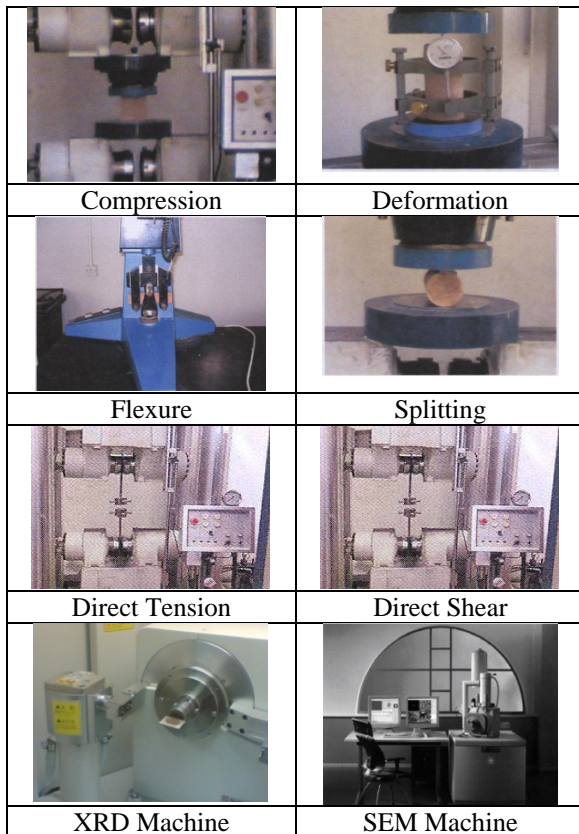 Compression Deformation
Flexure Splitting
Direct Tension Direct Shear
XRD Machine SEM Machine